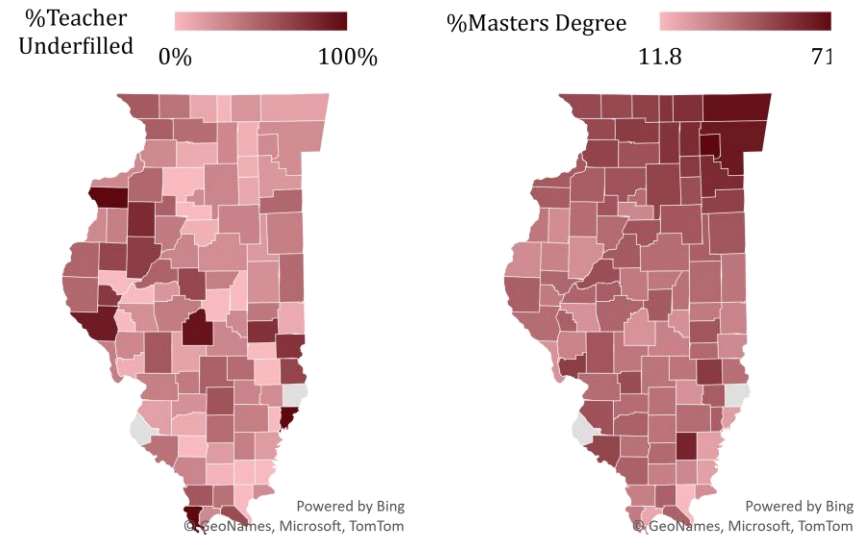 %Teacher
Underfilled
0%
100%
%Masters Degree
11.8
71
Powered by Bing
© GeoNames, Microsoft, TomTom
Powered by Bing
© GeoNames, Microsoft, TomTom